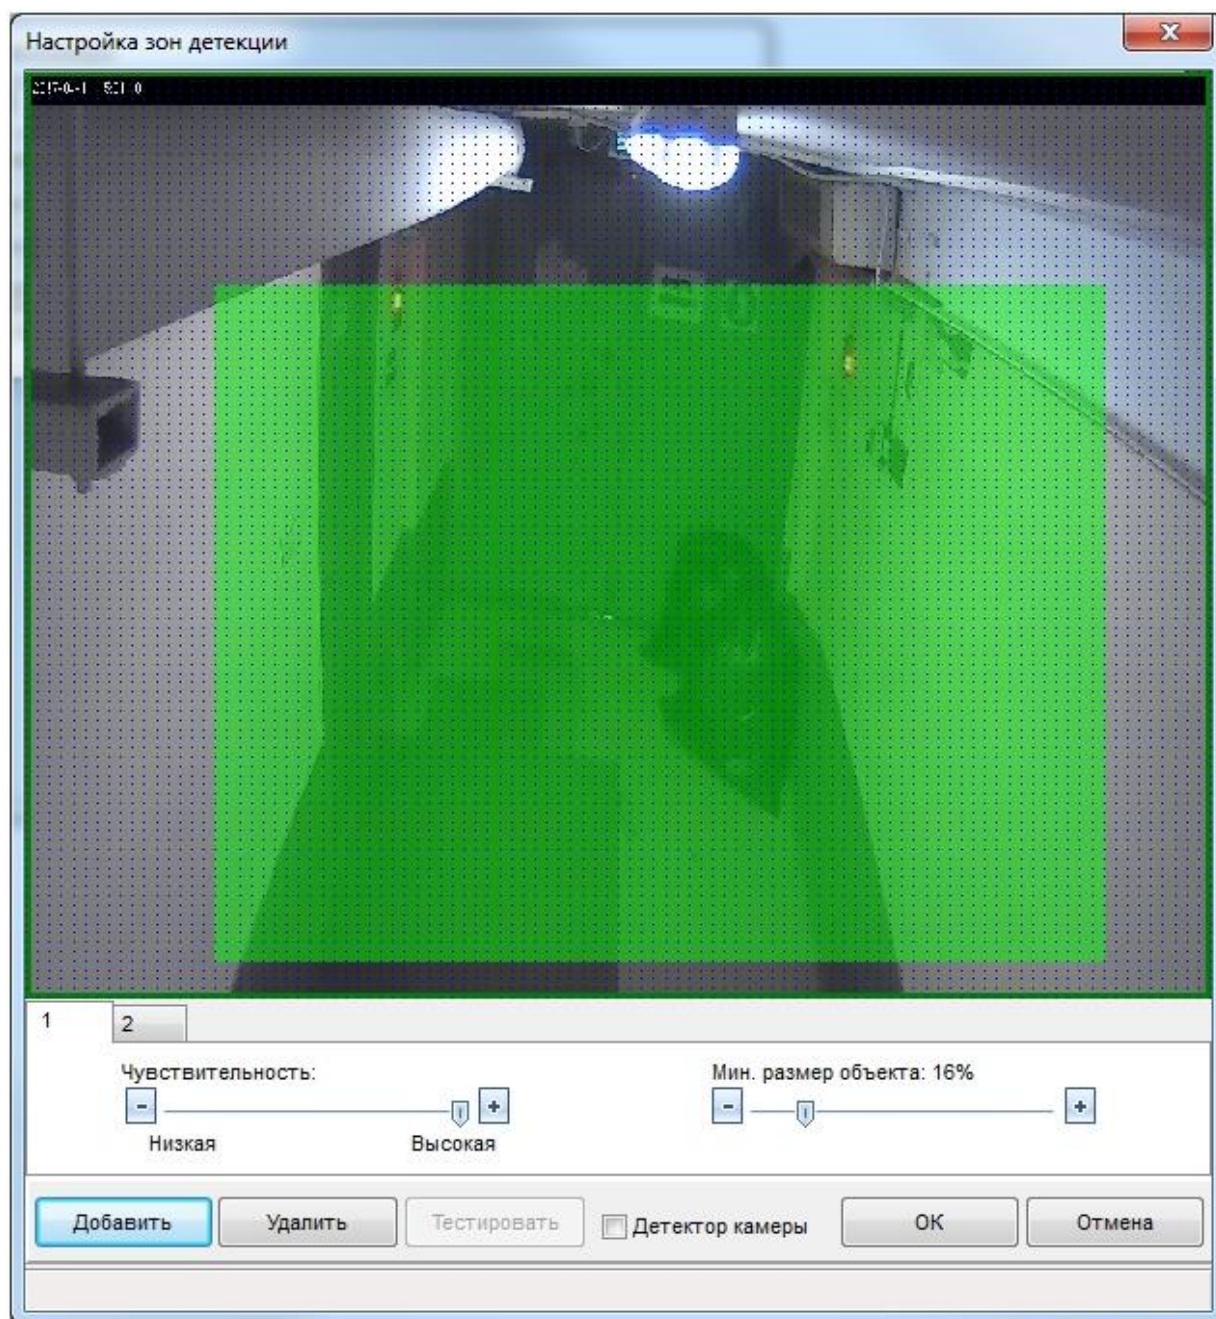 Настройка зон детекции
1
2
Чувствительность:
Мин. размер объекта: 16%
Низкая
Высокая
Добавить
Удалить
Тестировать
Детектор камеры
OK
Отмена